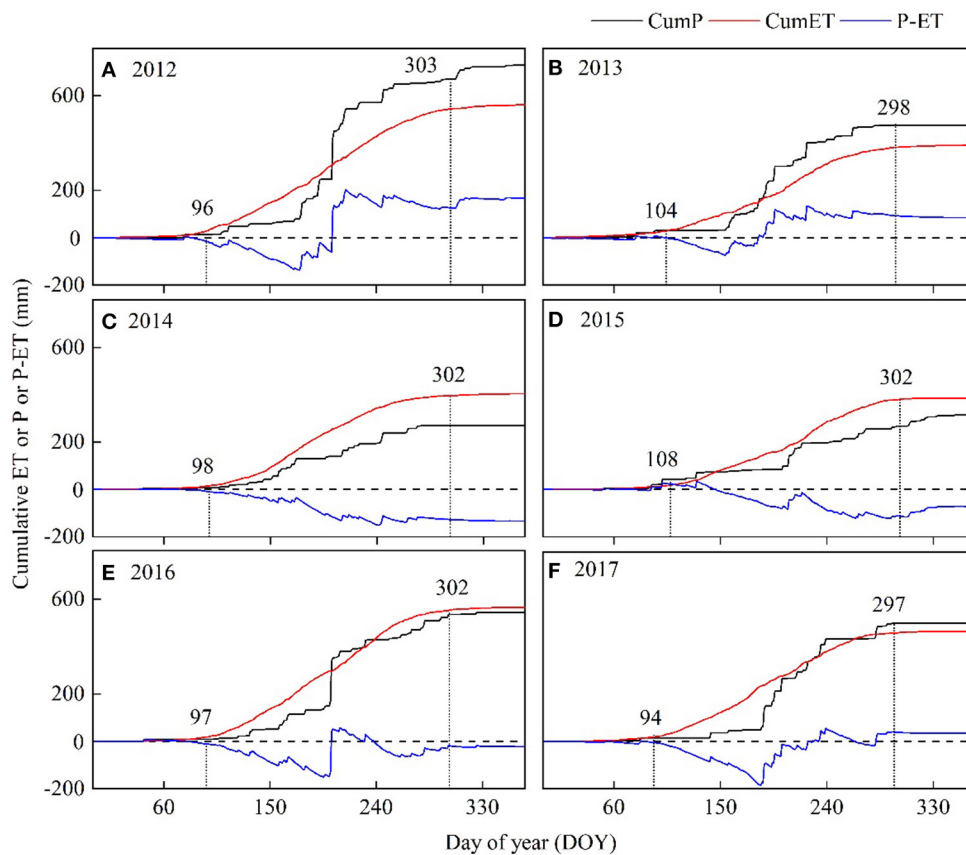 CumP CumET P-ET
A 2012
303
96
600
200
0
-200
B 2013
298
104
C 2014
302
98
600
200
0
-200
D 2015
302
108
E 2016
302
97
600
200
0
-200
60 150 240 330
F 2017
297
94
60 150 240 330
Cumulative ET or P or P-ET (mm)
Day of year (DOY)